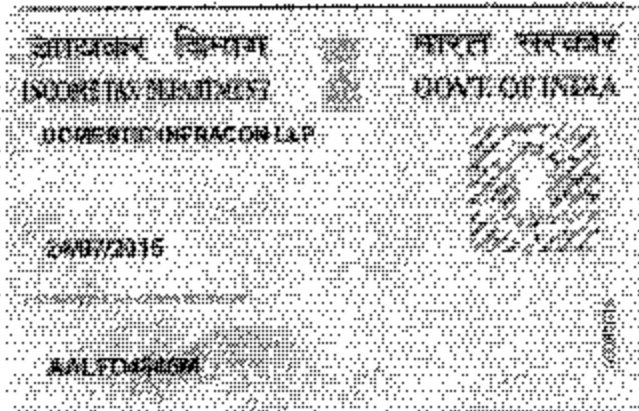 आयकर विभाग
INCOME TAX DEPARTMENT
भारत सरकार
GOVT. OF INDIA
DOMESTIC INFRACON LLP
24/07/2015